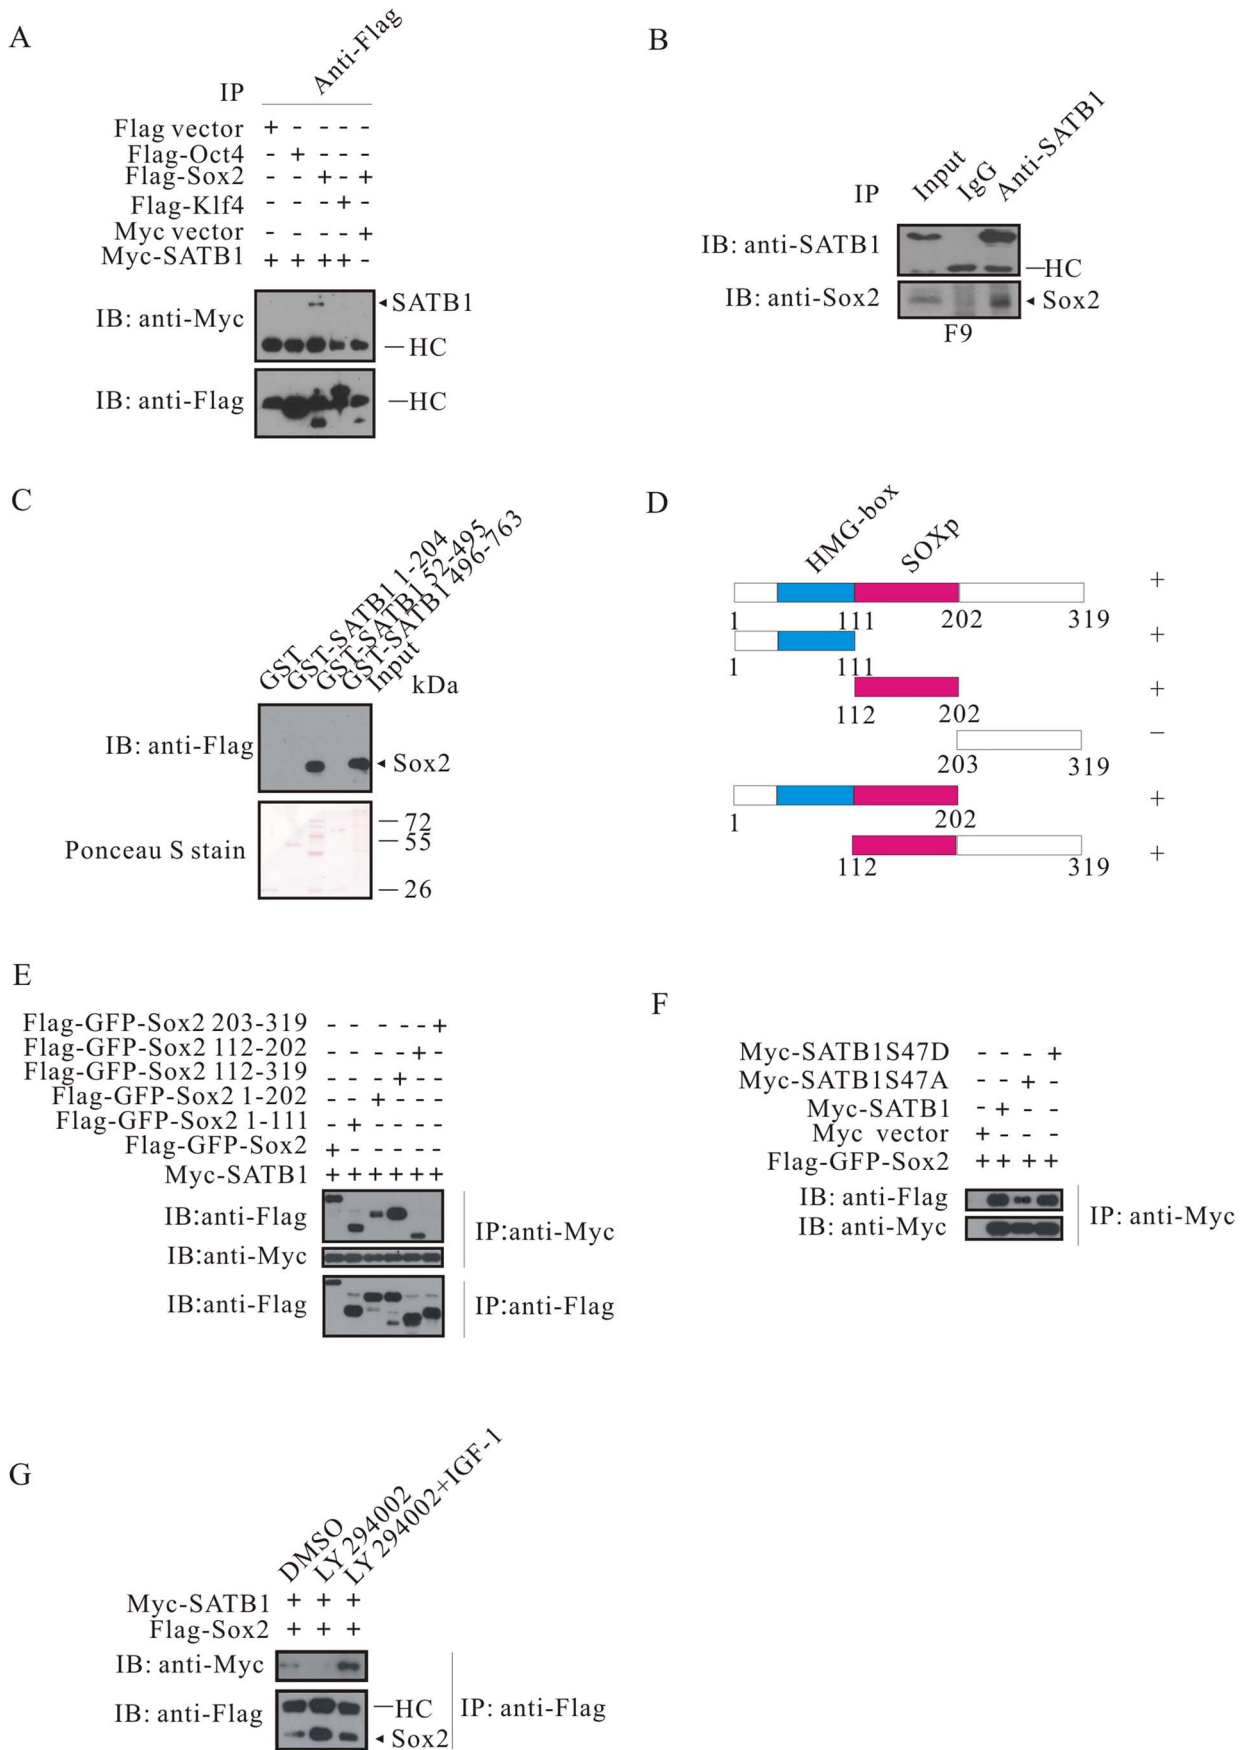 A
Anti-Flag
IP
Flag vector + - - - -
Flag-Oct4 - + - - -
Flag-Sox2 - - + - +
Flag-Klf4 - - - + -
Myc vector - - - - +
Myc-SATB1 + + + + -
IB: anti-Myc
SATB1
HC
IB: anti-Flag
HC
B
IP
Input
IgG
Anti-SATB1
IB: anti-SATB1
HC
IB: anti-Sox2
Sox2
F9
C
GST
GST-SATB1 1-204
GST-SATB1 52-495
GST-SATB1 496-763
Input
kDa
IB: anti-Flag
Sox2
Ponceau S stain
72
55
26
D
HMG-box
SOXp
+
1 111 202 319
+
1 111
+
112 202
−
203 319
+
1 202
+
112 319
E
Flag-GFP-Sox2 203-319 - - - - - +
Flag-GFP-Sox2 112-202 - - - - + -
Flag-GFP-Sox2 112-319 - - - + - -
Flag-GFP-Sox2 1-202 - - + - - -
Flag-GFP-Sox2 1-111 - + - - - -
Flag-GFP-Sox2 + - - - - -
Myc-SATB1 + + + + + +
IB:anti-Flag
IB:anti-Myc
IP:anti-Myc
IB:anti-Flag
IP:anti-Flag
F
Myc-SATB1S47D - - - +
Myc-SATB1S47A - - + -
Myc-SATB1 - + - -
Myc vector + - - -
Flag-GFP-Sox2 + + + +
IB: anti-Flag
IB: anti-Myc
IP: anti-Myc
G
DMSO
LY 294002
LY 294002+IGF-1
Myc-SATB1 + + +
Flag-Sox2 + + +
IB: anti-Myc
IB: anti-Flag
HC
Sox2
IP: anti-Flag